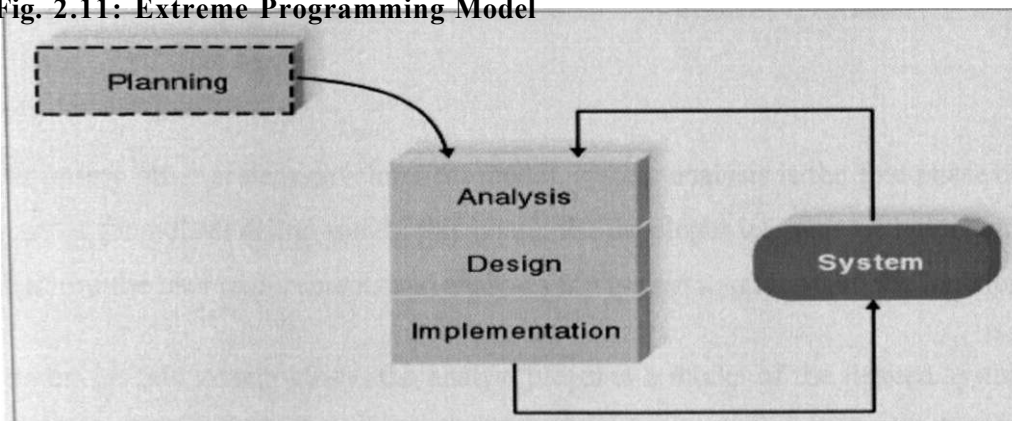 Fig. 2.11: Extreme Programming Model
Planning
Analysis
Design
System
Implementation